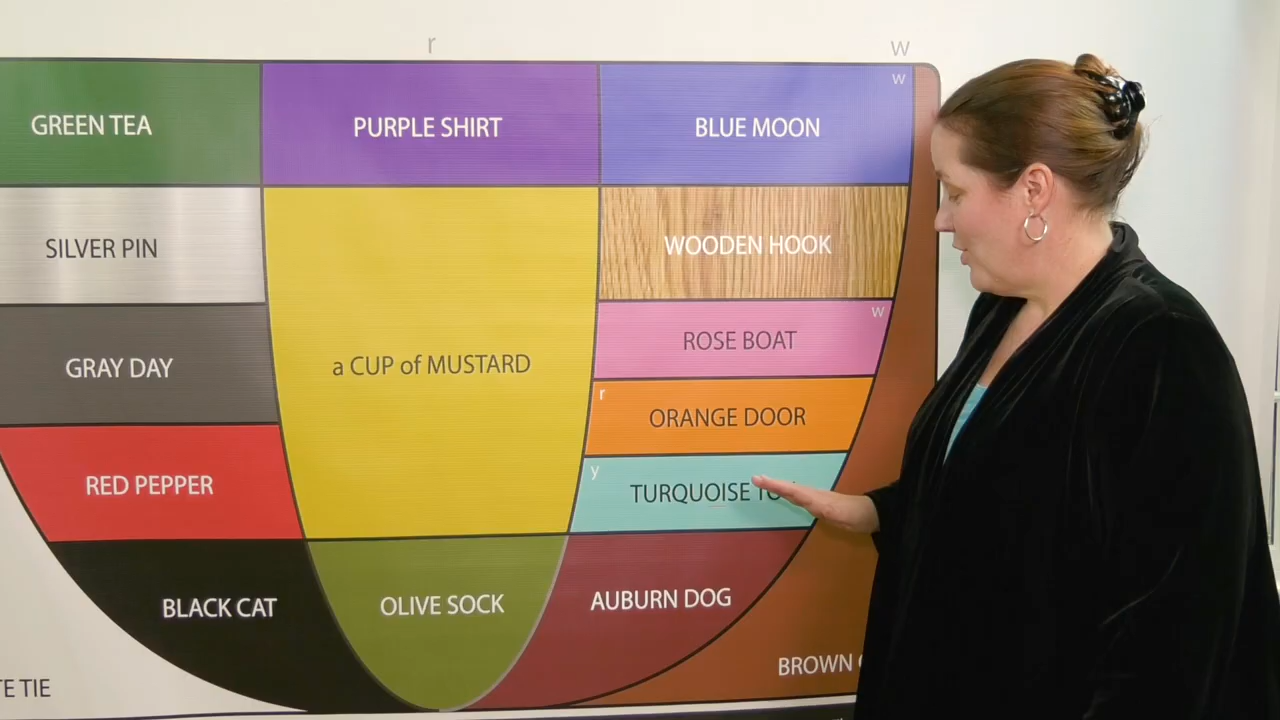 r
w
w
GREEN TEA
PURPLE SHIRT
BLUE MOON
SILVER PIN
WOODEN HOOK
w
GRAY DAY
a CUP of MUSTARD
ROSE BOAT
r
ORANGE DOOR
y
RED PEPPER
TURQUOISE
BLACK CAT
OLIVE SOCK
AUBURN DOG
BROWN
TIE